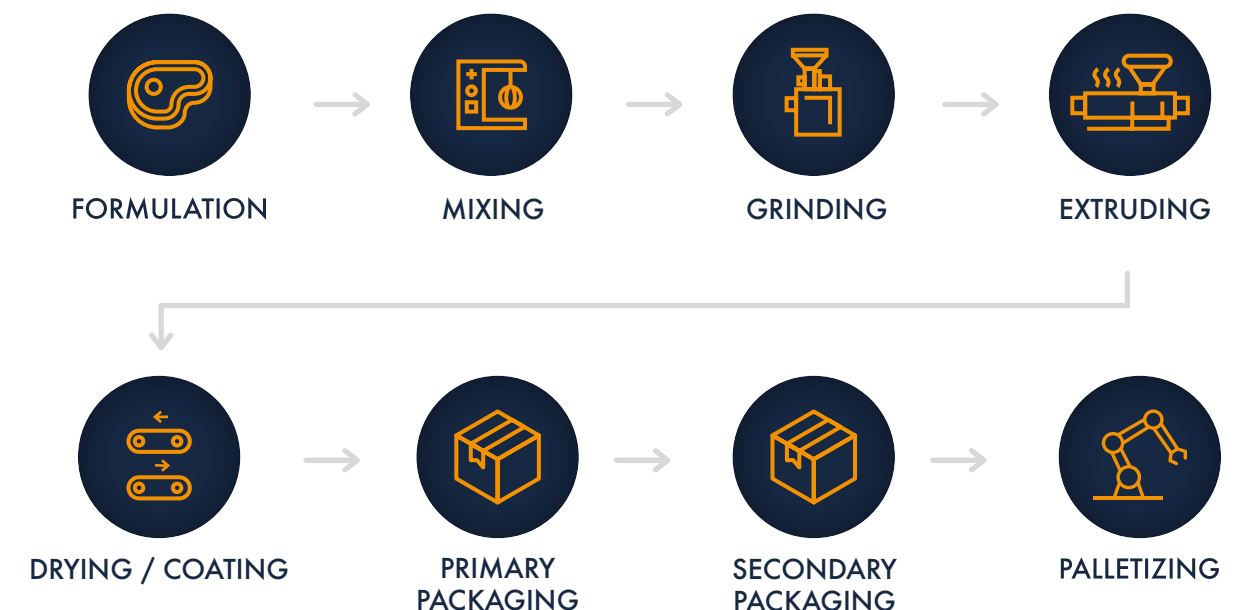 FORMULATION
MIXING
GRINDING
EXTRUDING
DRYING / COATING
PRIMARY
PACKAGING
SECONDARY
PACKAGING
PALLETIZING